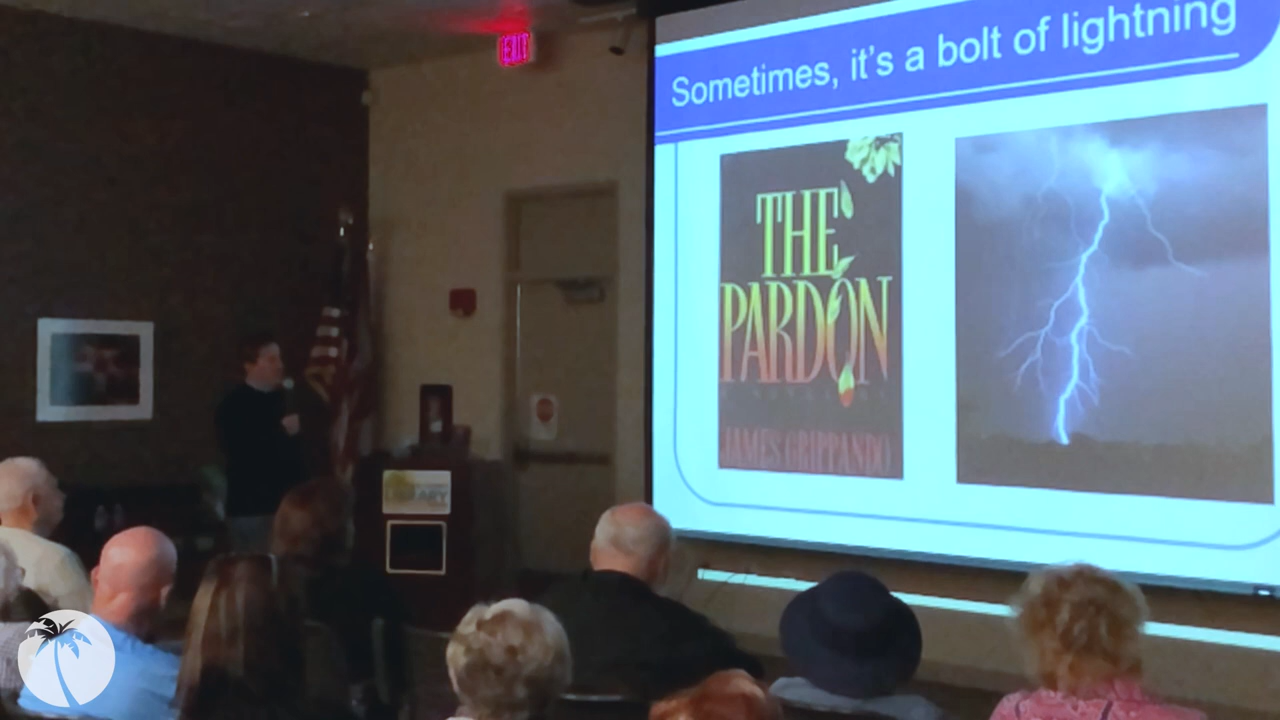 EXIT
Sometimes, it's a bolt of lightning
THE
PARDON
JAMES GRIPPANDO